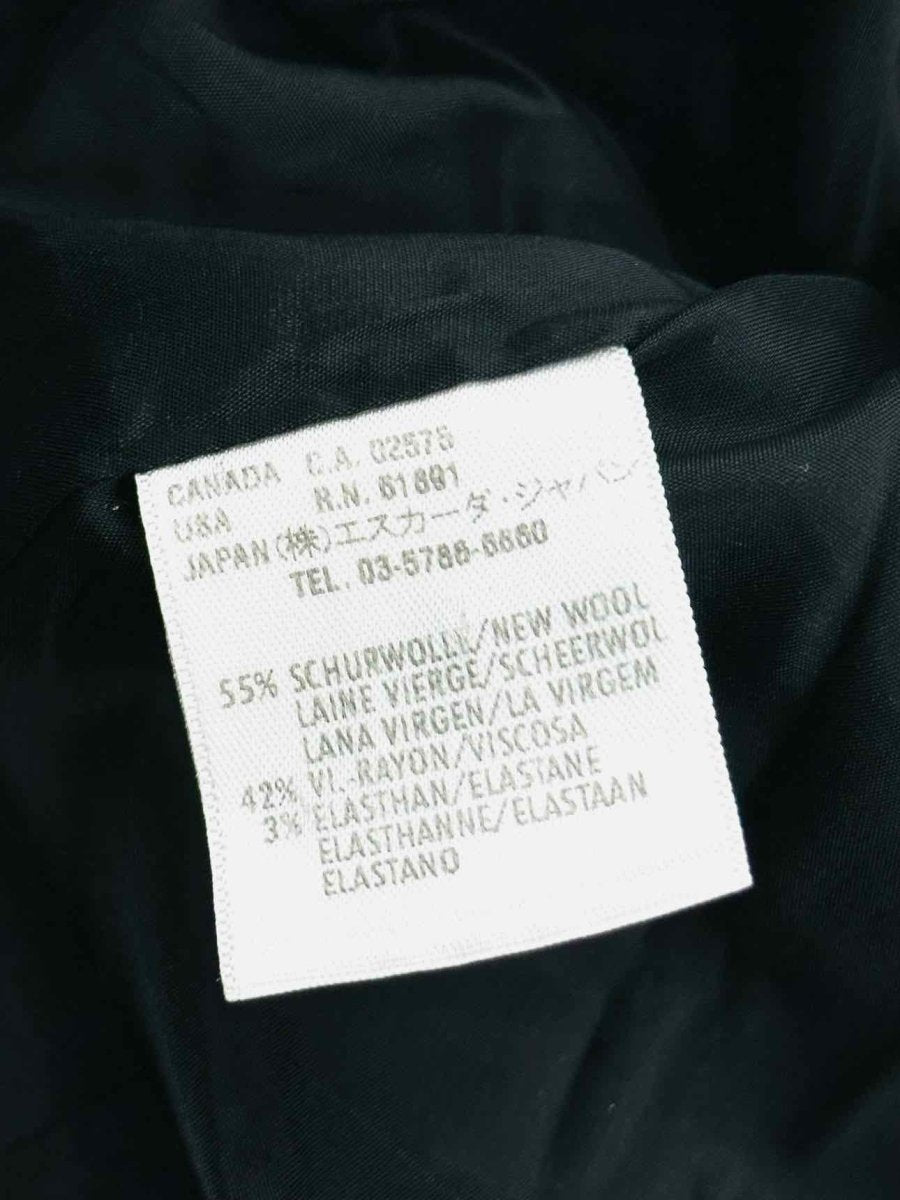 CANADA C.A. 02575
USA R.N. 61691
JAPAN (株)エスカーダ・ジャパン
TEL. 03-5786-6660
55% SCHURWOLLE/NEW WOOL
LAINE VIERGE/SCHEERWOL
LANA VIRGEN/LA VIRGEM
42% VI.-RAYON/VISCOSA
3% ELASTHAN/ELASTANE
ELASTHANNE/ELASTAAN
ELASTANO